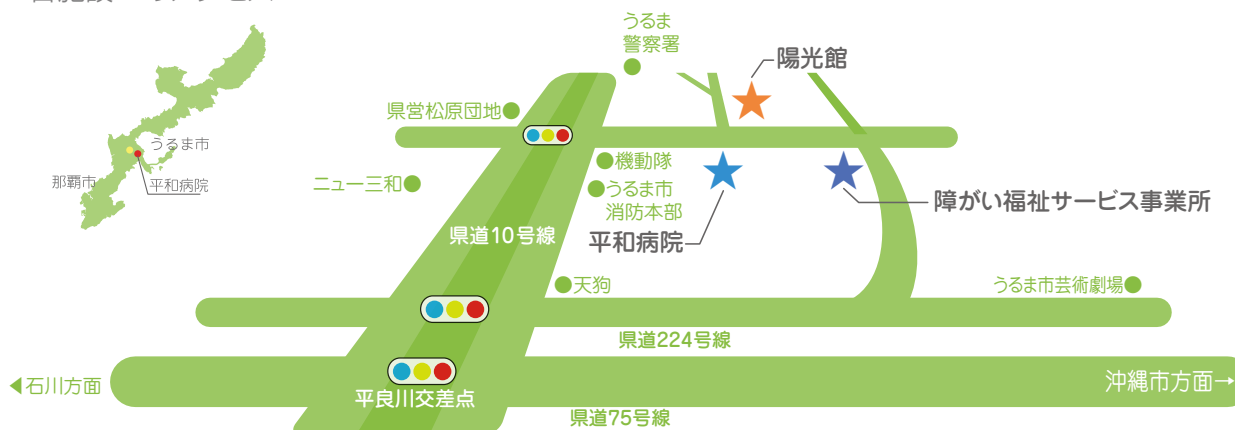 うるま
警察署
陽光館
県営松原団地
うるま市
機動隊
那覇市
平和病院
ニュー三和
うるま市
消防本部
障がい福祉サービス事業所
県道10号線
平和病院
天狗
うるま市芸術劇場
県道224号線
石川方面
平良川交差点
沖縄市方面→
県道75号線